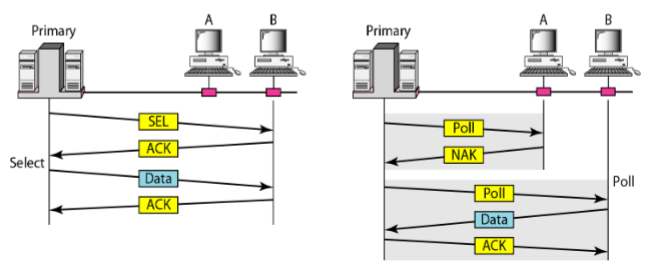 Primary
A
B
SEL
ACK
Select
Data
ACK
Primary
A
B
Poll
NAK
Poll
Poll
Data
ACK